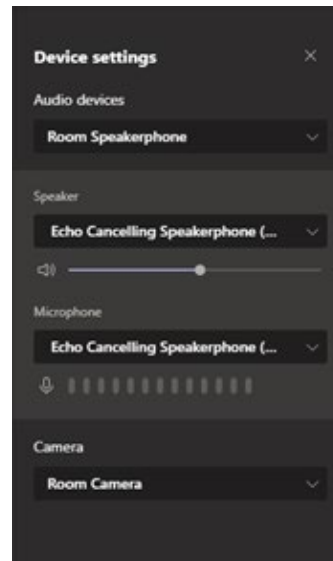 Device settings
Audio devices
Room Speakerphone
Speaker
Echo Cancelling Speakerphone (...
Microphone
Echo Cancelling Speakerphone (...
Camera
Room Camera